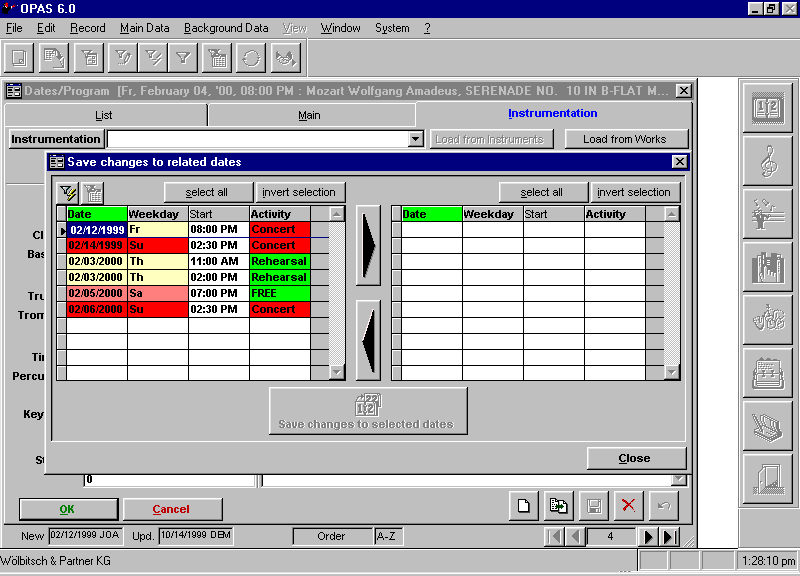 OPAS 6.0
File Edit Record Main Data Background Data View Window System ?
Dates/Program [Fr, February 04, '00, 08:00 PM : Mozart Wolfgang Amadeus, SERENADE NO. 10 IN B-FLAT M...
List Main Instrumentation
Instrumentation Load from Instruments Load from Works
Save changes to related dates
select all invert selection select all invert selection
Date Weekday Start Activity Date Weekday Start Activity
02/12/1999 Fr 08:00 PM Concert
02/14/1999 Su 02:30 PM Concert
02/03/2000 Th 11:00 AM Rehearsal
02/03/2000 Th 02:00 PM Rehearsal
02/05/2000 Sa 07:00 PM FREE
02/06/2000 Su 02:30 PM Concert
Cl
Bas
Tru
Trom
Tim
Percu
Key
St
22
12
Save changes to selected dates
Close
0
OK Cancel
New 02/12/1999 JOA Upd. 10/14/1999 DEM Order A-Z 4
Wölbitsch & Partner KG 1:28:10 pm